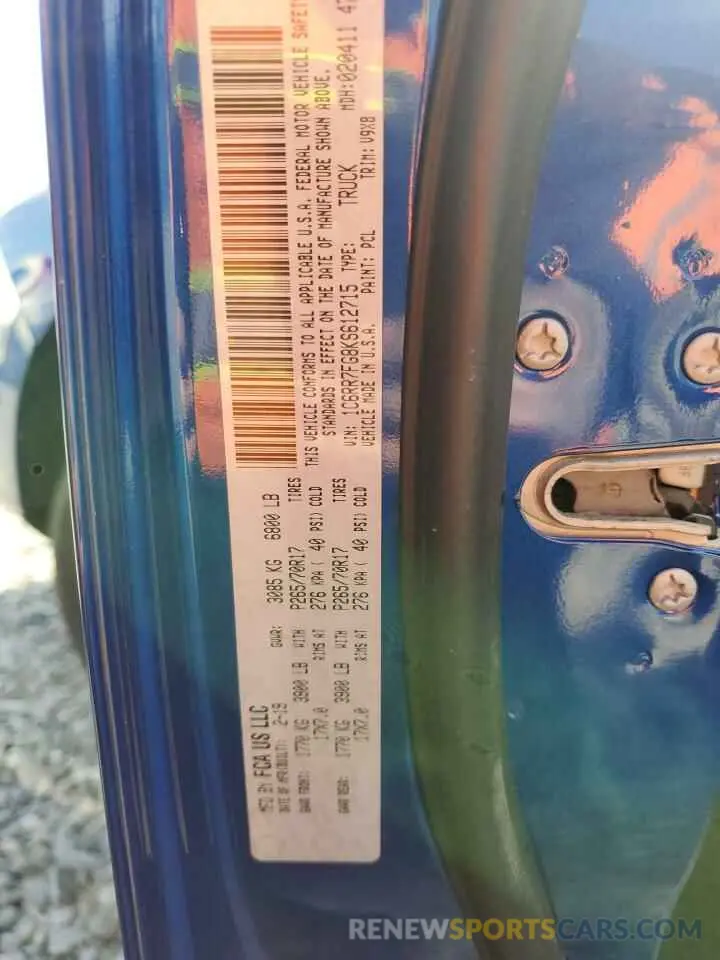 MFD BY FCA US LLC
DATE OF MFR(BUILT): 2-19
GVWR: 3085 KG 6800 LB
GAWR FRONT: 1770 KG 3900 LB WITH P265/70R17 TIRES
17X7.0 RIMS AT 276 KPA ( 40 PSI) COLD
GAWR REAR: 1770 KG 3900 LB WITH P265/70R17 TIRES
17X7.0 RIMS AT 276 KPA ( 40 PSI) COLD
THIS VEHICLE CONFORMS TO ALL APPLICABLE U.S.A. FEDERAL MOTOR VEHICLE SAFETY
STANDARDS IN EFFECT ON THE DATE OF MANUFACTURE SHOWN ABOVE.
VIN: 1C6RR7FG8KS612715 TYPE: TRUCK MDH:020411 47
VEHICLE MADE IN U.S.A. PAINT: PCL TRIM: V9X8
RENEWSPORTSCARS.COM